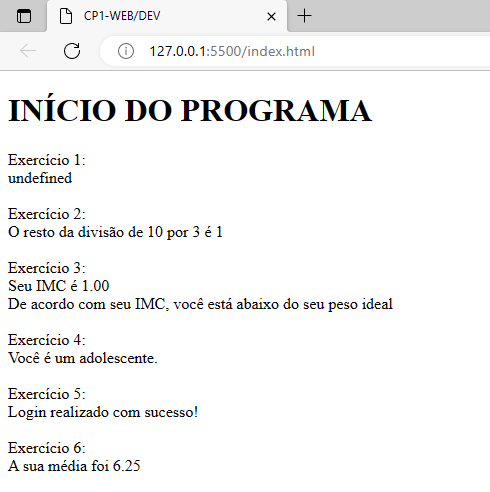 CP1-WEB/DEV
127.0.0.1:5500/index.html
INÍCIO DO PROGRAMA
Exercício 1:
undefined
Exercício 2:
O resto da divisão de 10 por 3 é 1
Exercício 3:
Seu IMC é 1.00
De acordo com seu IMC, você está abaixo do seu peso ideal
Exercício 4:
Você é um adolescente.
Exercício 5:
Login realizado com sucesso!
Exercício 6:
A sua média foi 6.25